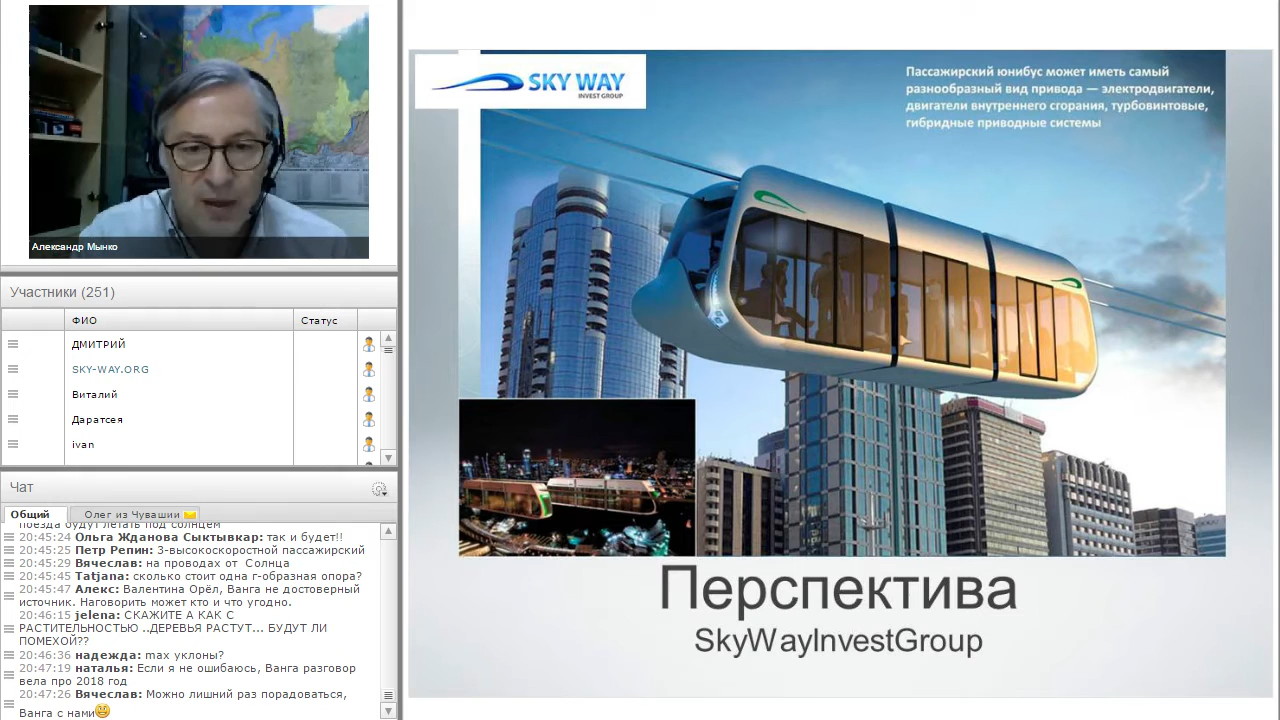 Александр Мынко
Участники (251)
ФИО
Статус
ДМИТРИЙ
SKY-WAY.ORG
Виталий
Даратсея
ivan
Чат
Общий
Олег из Чувашии
поезда будут летать под солнцем
20:45:24 Ольга Жданова Сыктывкар: так и будет!!
20:45:25 Петр Репин: 3-высокоскоростной пассажирский
20:45:29 Вячеслав: на проводах от Солнца
20:45:45 Tatjana: сколько стоит одна г-образная опора?
20:45:47 Алекс: Валентина Орёл, Ванга не достоверный
источник. Наговорить может кто и что угодно.
20:46:15 jelena: СКАЖИТЕ А КАК С
РАСТИТЕЛЬНОСТЬЮ ..ДЕРЕВЬЯ РАСТУТ... БУДУТ ЛИ
ПОМЕХОЙ??
20:46:36 надежда: max уклоны?
20:47:19 наталья: Если я не ошибаюсь, Ванга разговор
вела про 2018 год
20:47:26 Вячеслав: Можно лишний раз порадоваться,
Ванга с нами
SKY WAY
INVEST GROUP
Пассажирский юнибус может иметь самый
разнообразный вид привода — электродвигатели,
двигатели внутреннего сгорания, турбовинтовые,
гибридные приводные системы
Перспектива
SkyWayInvestGroup